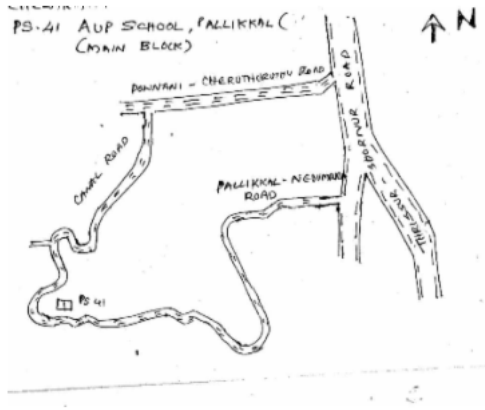 PS-41 AUP SCHOOL, PALLIKKAL (
(MAIN BLOCK)
N
PONNANI - CHERUTHURUTHY ROAD
CANAL ROAD
PALLIKKAL - NEDUMPURA
ROAD
SHORNUR ROAD
THRISSUR
PS 41